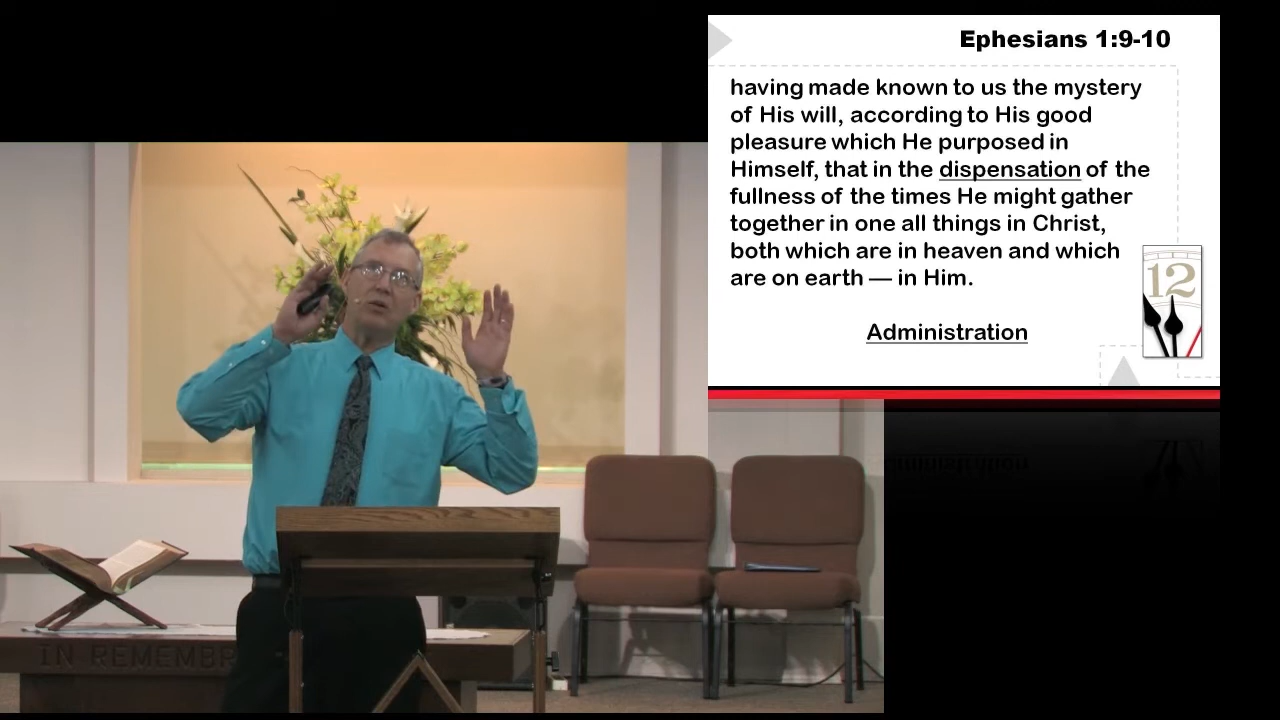 Ephesians 1:9-10
having made known to us the mystery
of His will, according to His good
pleasure which He purposed in
Himself, that in the dispensation of the
fullness of the times He might gather
together in one all things in Christ,
both which are in heaven and which
are on earth — in Him.
12
Administration
IN REMEMBR